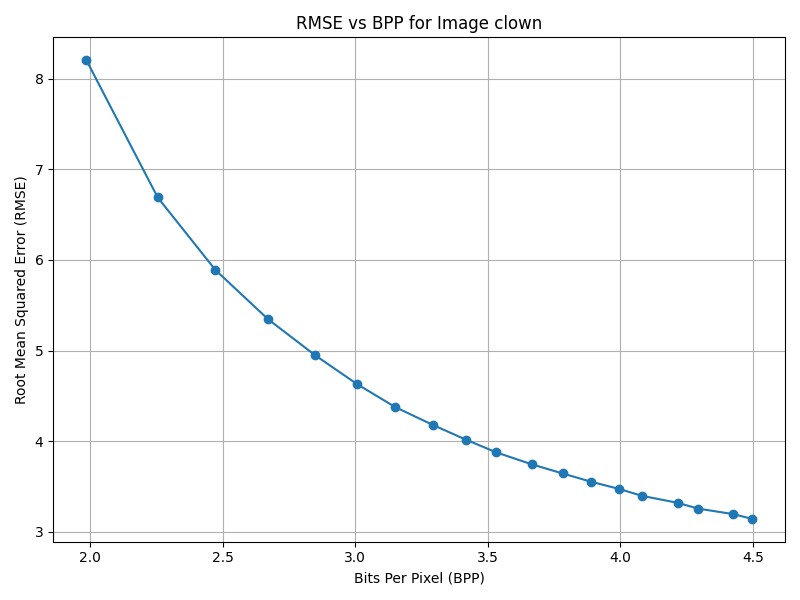 RMSE vs BPP for Image clown
8
7
6
5
4
3
Root Mean Squared Error (RMSE)
2.0 2.5 3.0 3.5 4.0 4.5
Bits Per Pixel (BPP)